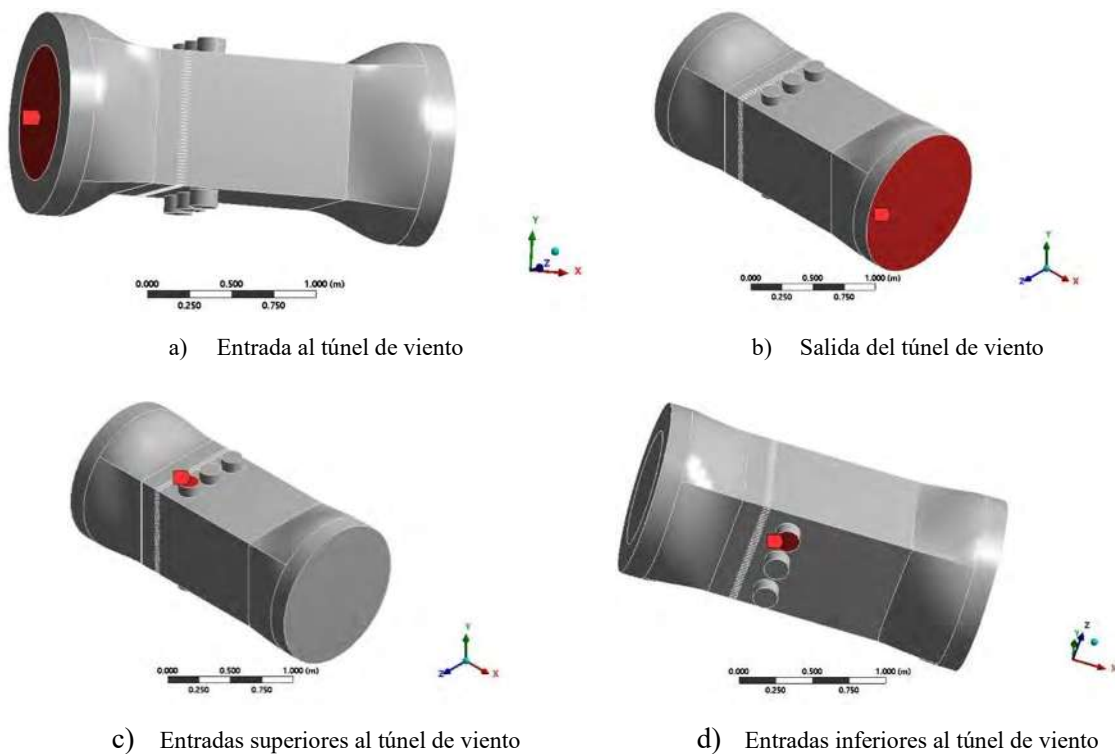 Y
Z
X
0.000 0.500 1.000 (m)
0.250 0.750
a) Entrada al túnel de viento
Y
Z
X
0.000 0.500 1.000 (m)
0.250 0.750
b) Salida del túnel de viento
Y
Z
X
0.000 0.500 1.000 (m)
0.250 0.750
c) Entradas superiores al túnel de viento
Z
Y
X
0.000 0.500 1.000 (m)
0.250 0.750
d) Entradas inferiores al túnel de viento